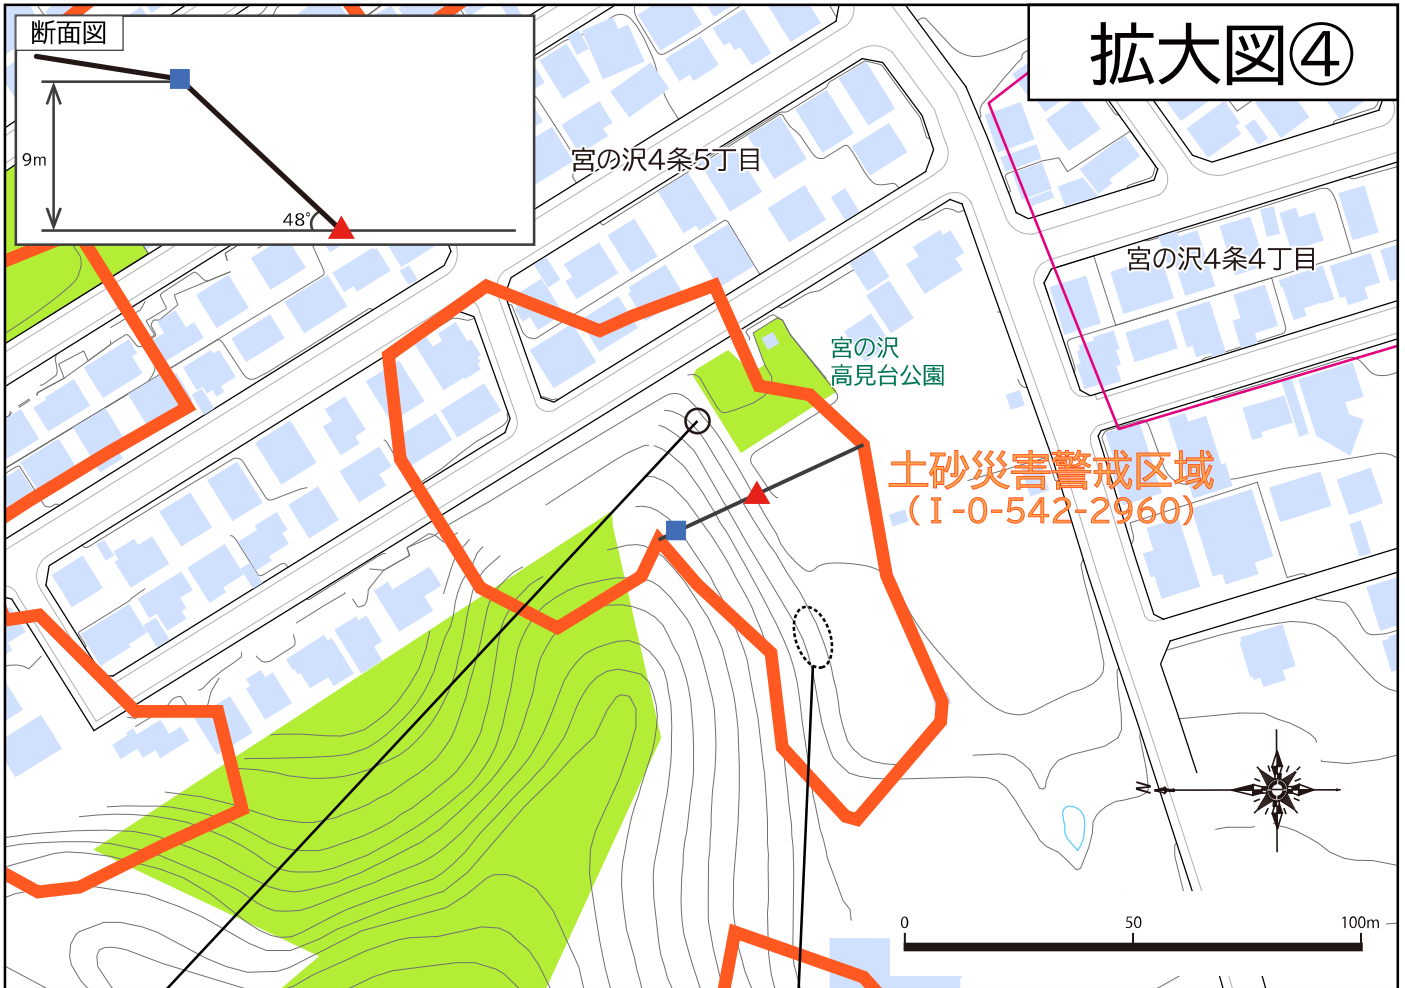 断面図
9m
48°
拡大図④
宮の沢4条5丁目
宮の沢4条4丁目
宮の沢
高見台公園
土砂災害警戒区域
（Ⅰ-0-542-2960）
N
0 50 100m